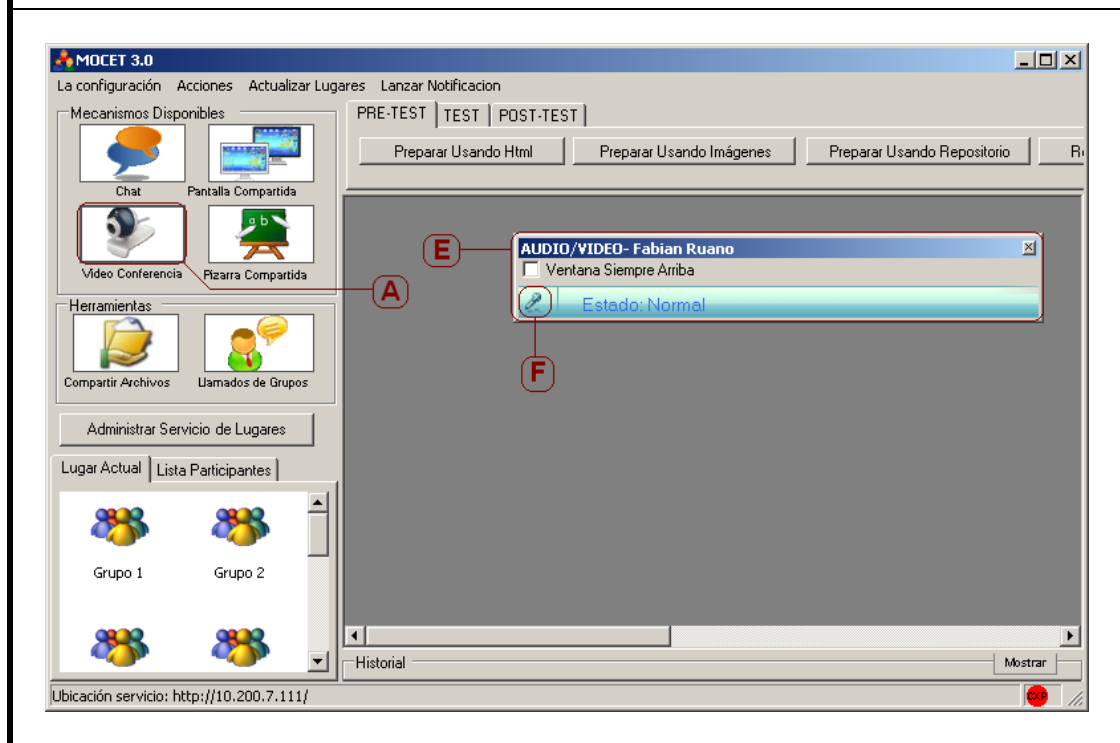 MOCET 3.0
La configuración Acciones Actualizar Lugares Lanzar Notificacion
Mecanismos Disponibles
Chat
Pantalla Compartida
Video Conferencia
Pizarra Compartida
A
Herramientas
Compartir Archivos
Llamados de Grupos
Administrar Servicio de Lugares
Lugar Actual
Lista Participantes
Grupo 1
Grupo 2
PRE-TEST
TEST
POST-TEST
Preparar Usando Html
Preparar Usando Imágenes
Preparar Usando Repositorio
E
AUDIO/VIDEO- Fabian Ruano
Ventana Siempre Arriba
Estado: Normal
F
Historial
Mostrar
Ubicación servicio: http://10.200.7.111/
CXP